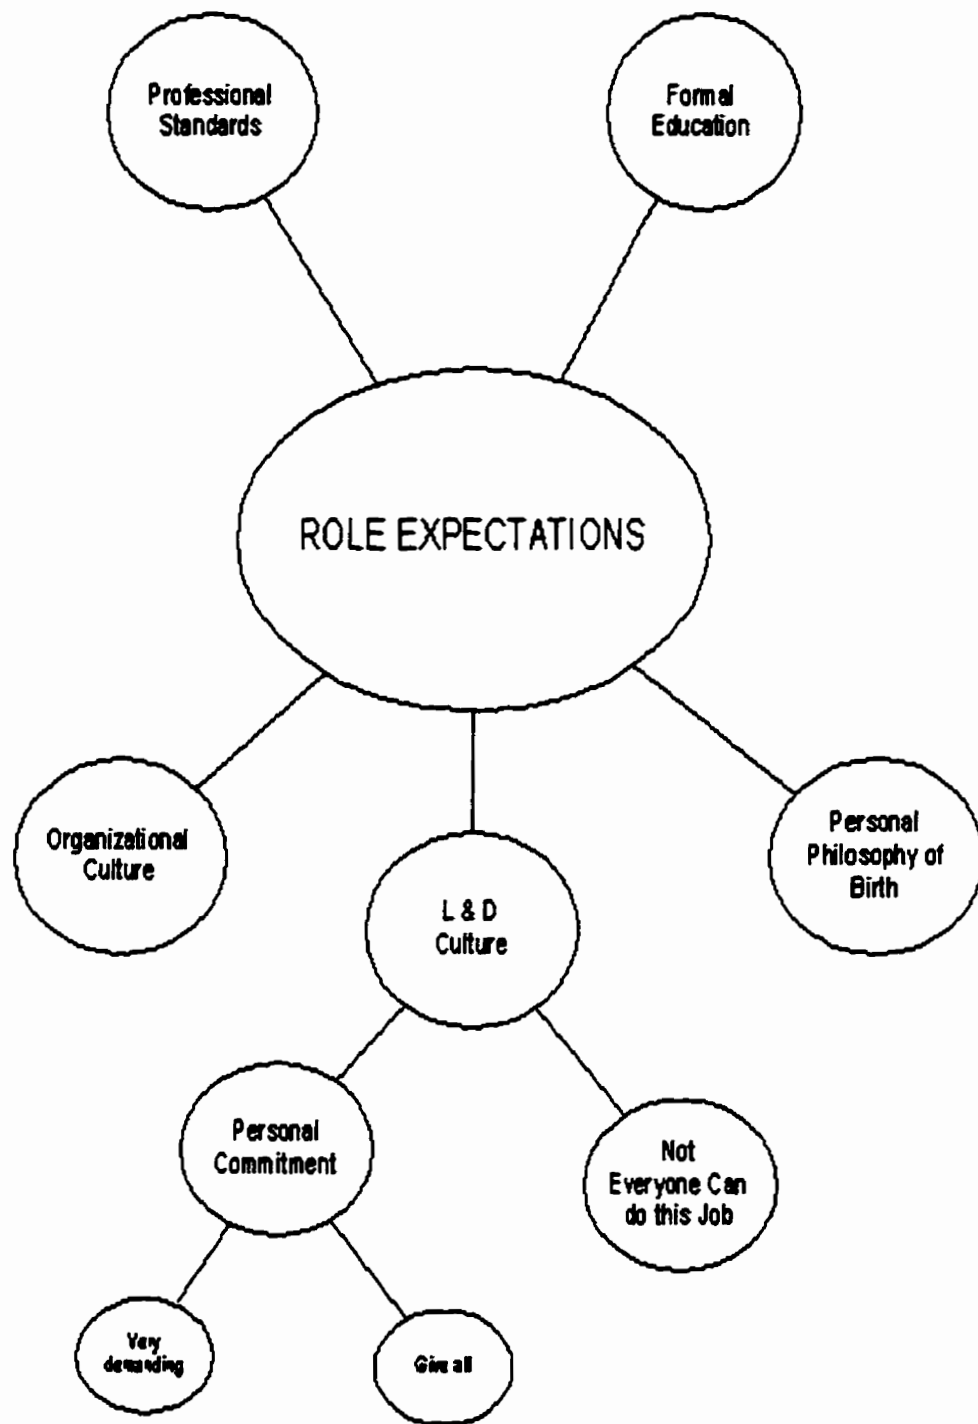 Professional
Standards
Formal
Education
ROLE EXPECTATIONS
Organizational
Culture
L & D
Culture
Personal
Philosophy of
Birth
Personal
Commitment
Not
Everyone Can
do this Job
Very
demanding
Give all